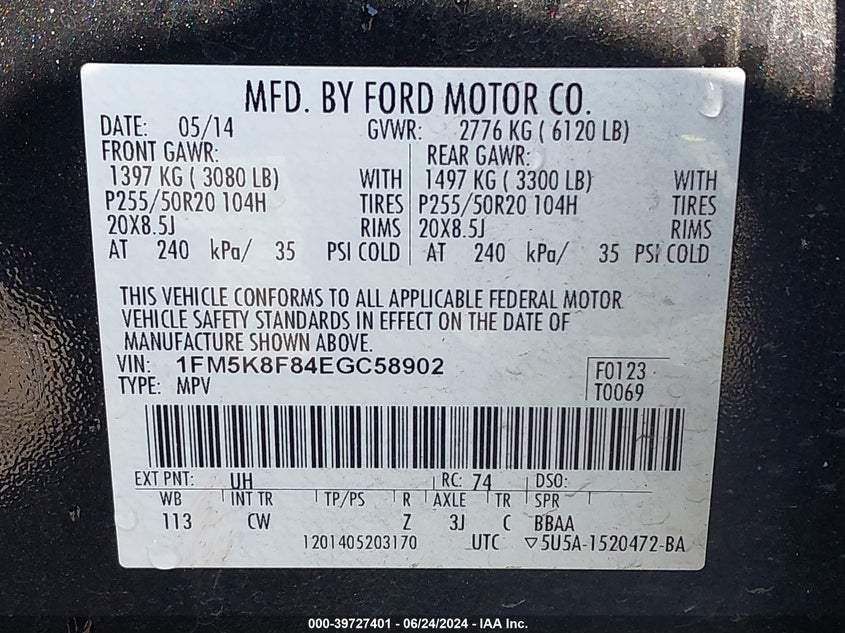 MFD. BY FORD MOTOR CO.
DATE: 05/14 GVWR: 2776 KG ( 6120 LB)
FRONT GAWR: REAR GAWR:
1397 KG ( 3080 LB) WITH 1497 KG ( 3300 LB) WITH
P255/50R20 104H TIRES P255/50R20 104H TIRES
20X8.5J RIMS 20X8.5J RIMS
AT 240 kPa/ 35 PSI COLD AT 240 kPa/ 35 PSI COLD
THIS VEHICLE CONFORMS TO ALL APPLICABLE FEDERAL MOTOR
VEHICLE SAFETY STANDARDS IN EFFECT ON THE DATE OF
MANUFACTURE SHOWN ABOVE.
VIN: 1FM5K8F84EGC58902 F0123
TYPE: MPV T0069
EXT PNT: UH RC: 74 DSO:
WB INT TR TP/PS R AXLE TR SPR
113 CW Z 3J C BBAA
1201405203170 UTC ▽5U5A-1520472-BA
000-39727401 - 06/24/2024 - IAA Inc.